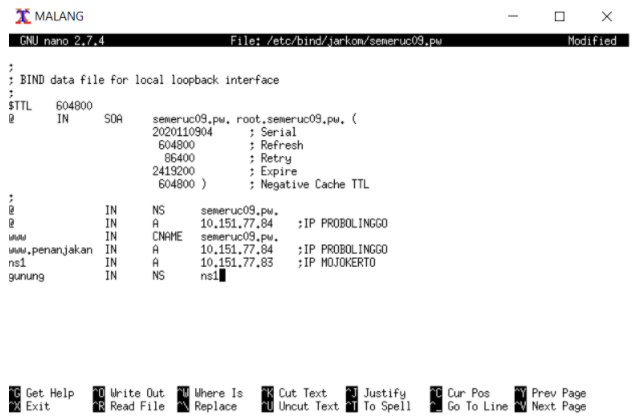 MALANG
GNU nano 2.7.4 File: /etc/bind/jarkom/semeruc09.pw Modified
;
; BIND data file for local loopback interface
;
$TTL 604800
@ IN SOA semeruc09.pw. root.semeruc09.pw. (
2020110904 ; Serial
604800 ; Refresh
86400 ; Retry
2419200 ; Expire
604800 ) ; Negative Cache TTL
;
@ IN NS semeruc09.pw.
@ IN A 10.151.77.84 ;IP PROBOLINGGO
www IN CNAME semeruc09.pw.
www.penanjakan IN A 10.151.77.84 ;IP PROBOLINGGO
ns1 IN A 10.151.77.83 ;IP MOJOKERTO
gunung IN NS ns1
^G Get Help ^O Write Out ^W Where Is ^K Cut Text ^J Justify ^C Cur Pos ^Y Prev Page
^X Exit ^R Read File ^\ Replace ^U Uncut Text ^T To Spell ^_ Go To Line ^V Next Page